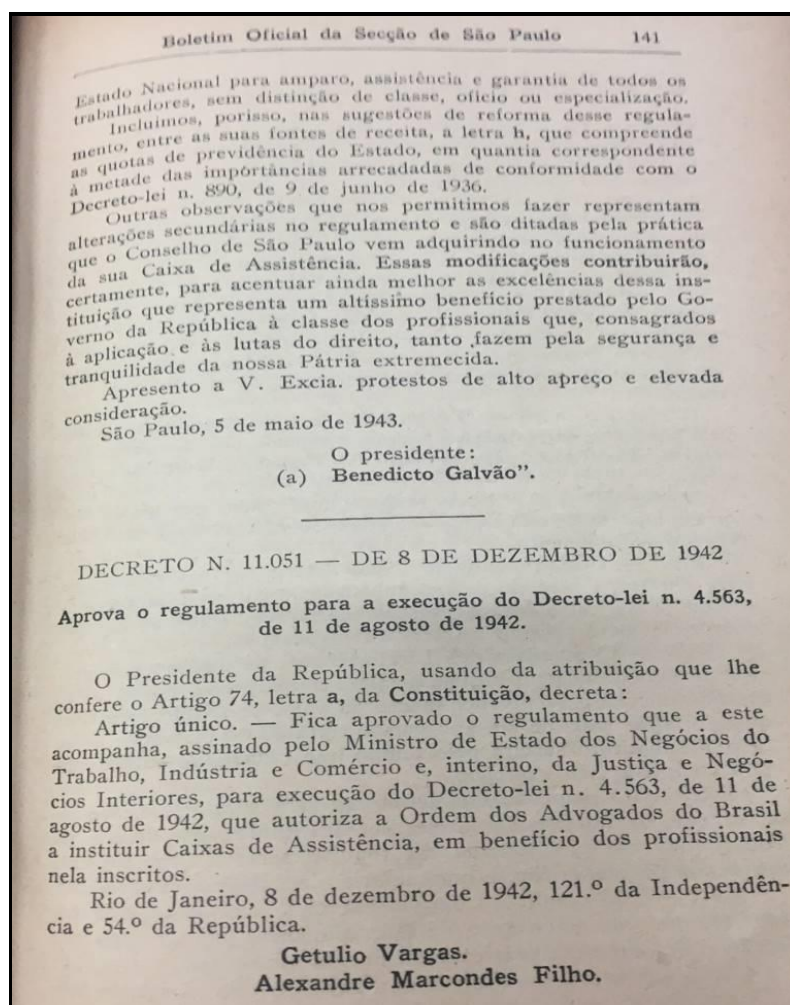 Boletim Oficial da Secção de São Paulo 141
Estado Nacional para amparo, assistência e garantia de todos os
trabalhadores, sem distinção de classe, ofício ou especialização.
Incluimos, porisso, nas sugestões de reforma desse regula-
mento, entre as suas fontes de receita, a letra h, que compreende
as quotas de previdência do Estado, em quantia correspondente
à metade das impôrtâncias arrecadadas de conformidade com o
Decreto-lei n. 890, de 9 de junho de 1936.
Outras observações que nos permitimos fazer representam
alterações secundárias no regulamento e são ditadas pela prática
que o Conselho de São Paulo vem adquirindo no funcionamento
da sua Caixa de Assistência. Essas modificações contribuirão,
certamente, para acentuar ainda melhor as excelências dessa ins-
tituição que representa um altíssimo benefício prestado pelo Go-
verno da República à classe dos profissionais que, consagrados
à aplicação e às lutas do direito, tanto fazem pela segurança e
tranquilidade da nossa Pátria extremecida.
Apresento a V. Excia. protestos de alto apreço e elevada
consideração.
São Paulo, 5 de maio de 1943.
O presidente:
(a) Benedicto Galvão".
DECRETO N. 11.051 — DE 8 DE DEZEMBRO DE 1942
Aprova o regulamento para a execução do Decreto-lei n. 4.563,
de 11 de agosto de 1942.
O Presidente da República, usando da atribuição que lhe
confere o Artigo 74, letra a, da Constituição, decreta:
Artigo único. — Fica aprovado o regulamento que a este
acompanha, assinado pelo Ministro de Estado dos Negócios do
Trabalho, Indústria e Comércio e, interino, da Justiça e Negó-
cios Interiores, para execução do Decreto-lei n. 4.563, de 11 de
agosto de 1942, que autoriza a Ordem dos Advogados do Brasil
a instituir Caixas de Assistência, em benefício dos profissionais
nela inscritos.
Rio de Janeiro, 8 de dezembro de 1942, 121.º da Independên-
cia e 54.º da República.
Getulio Vargas.
Alexandre Marcondes Filho.